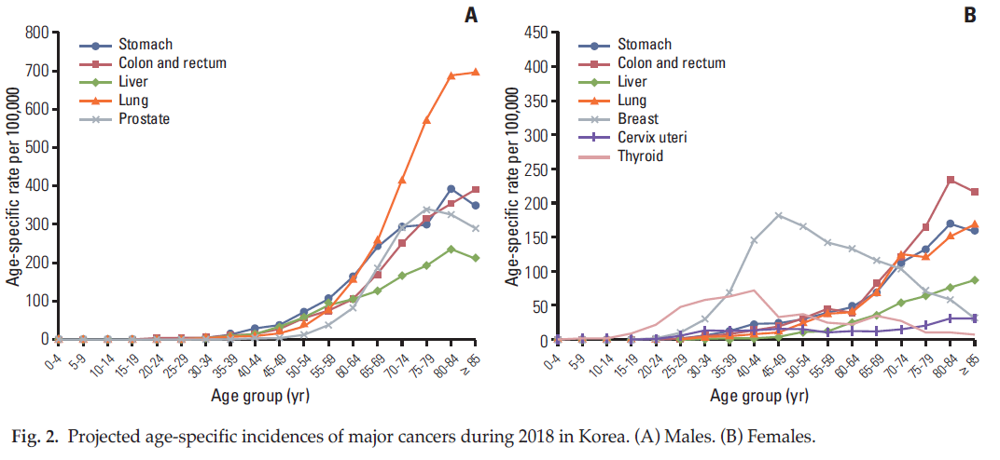 A
800
700
600
500
400
300
200
100
0
Age-specific rate per 100,000
Stomach
Colon and rectum
Liver
Lung
Prostate
0-4
5-9
10-14
15-19
20-24
25-29
30-34
35-39
40-44
45-49
50-54
55-59
60-64
65-69
70-74
75-79
80-84
≥ 85
Age group (yr)
B
450
400
350
300
250
200
150
100
50
0
Age-specific rate per 100,000
Stomach
Colon and rectum
Liver
Lung
Breast
Cervix uteri
Thyroid
0-4
5-9
10-14
15-19
20-24
25-29
30-34
35-39
40-44
45-49
50-54
55-59
60-64
65-69
70-74
75-79
80-84
≥ 85
Age group (yr)
Fig. 2. Projected age-specific incidences of major cancers during 2018 in Korea. (A) Males. (B) Females.